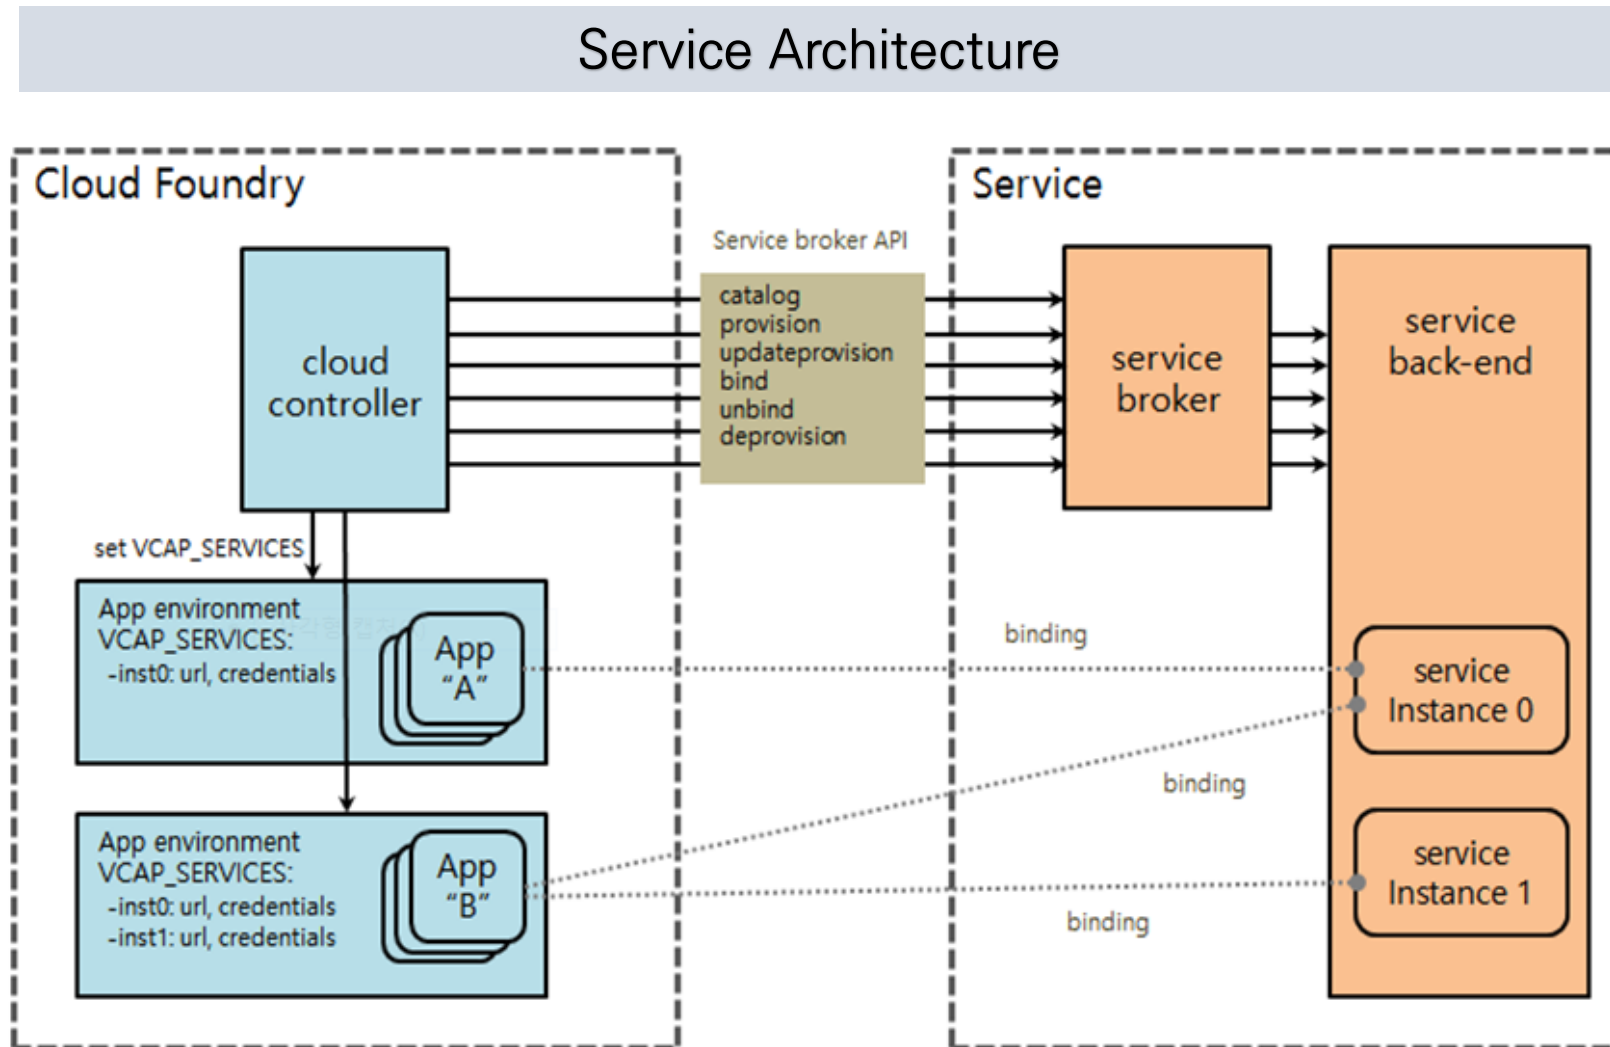 Service Architecture
Cloud Foundry
Service
Service broker API
cloud
controller
catalog
provision
updateprovision
bind
unbind
deprovision
service
broker
service
back-end
set VCAP_SERVICES
App environment
VCAP_SERVICES:
-inst0: url, credentials
App
“A”
binding
service
Instance 0
binding
App environment
VCAP_SERVICES:
-inst0: url, credentials
-inst1: url, credentials
App
“B”
binding
service
Instance 1